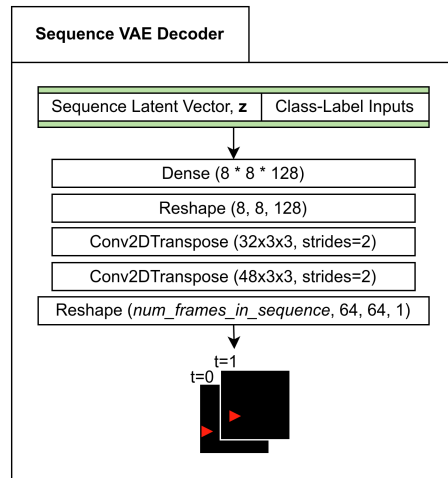 Sequence VAE Decoder
Sequence Latent Vector, z Class-Label Inputs
Dense (8 * 8 * 128)
Reshape (8, 8, 128)
Conv2DTranspose (32x3x3, strides=2)
Conv2DTranspose (48x3x3, strides=2)
Reshape (num_frames_in_sequence, 64, 64, 1)
t=1
t=0